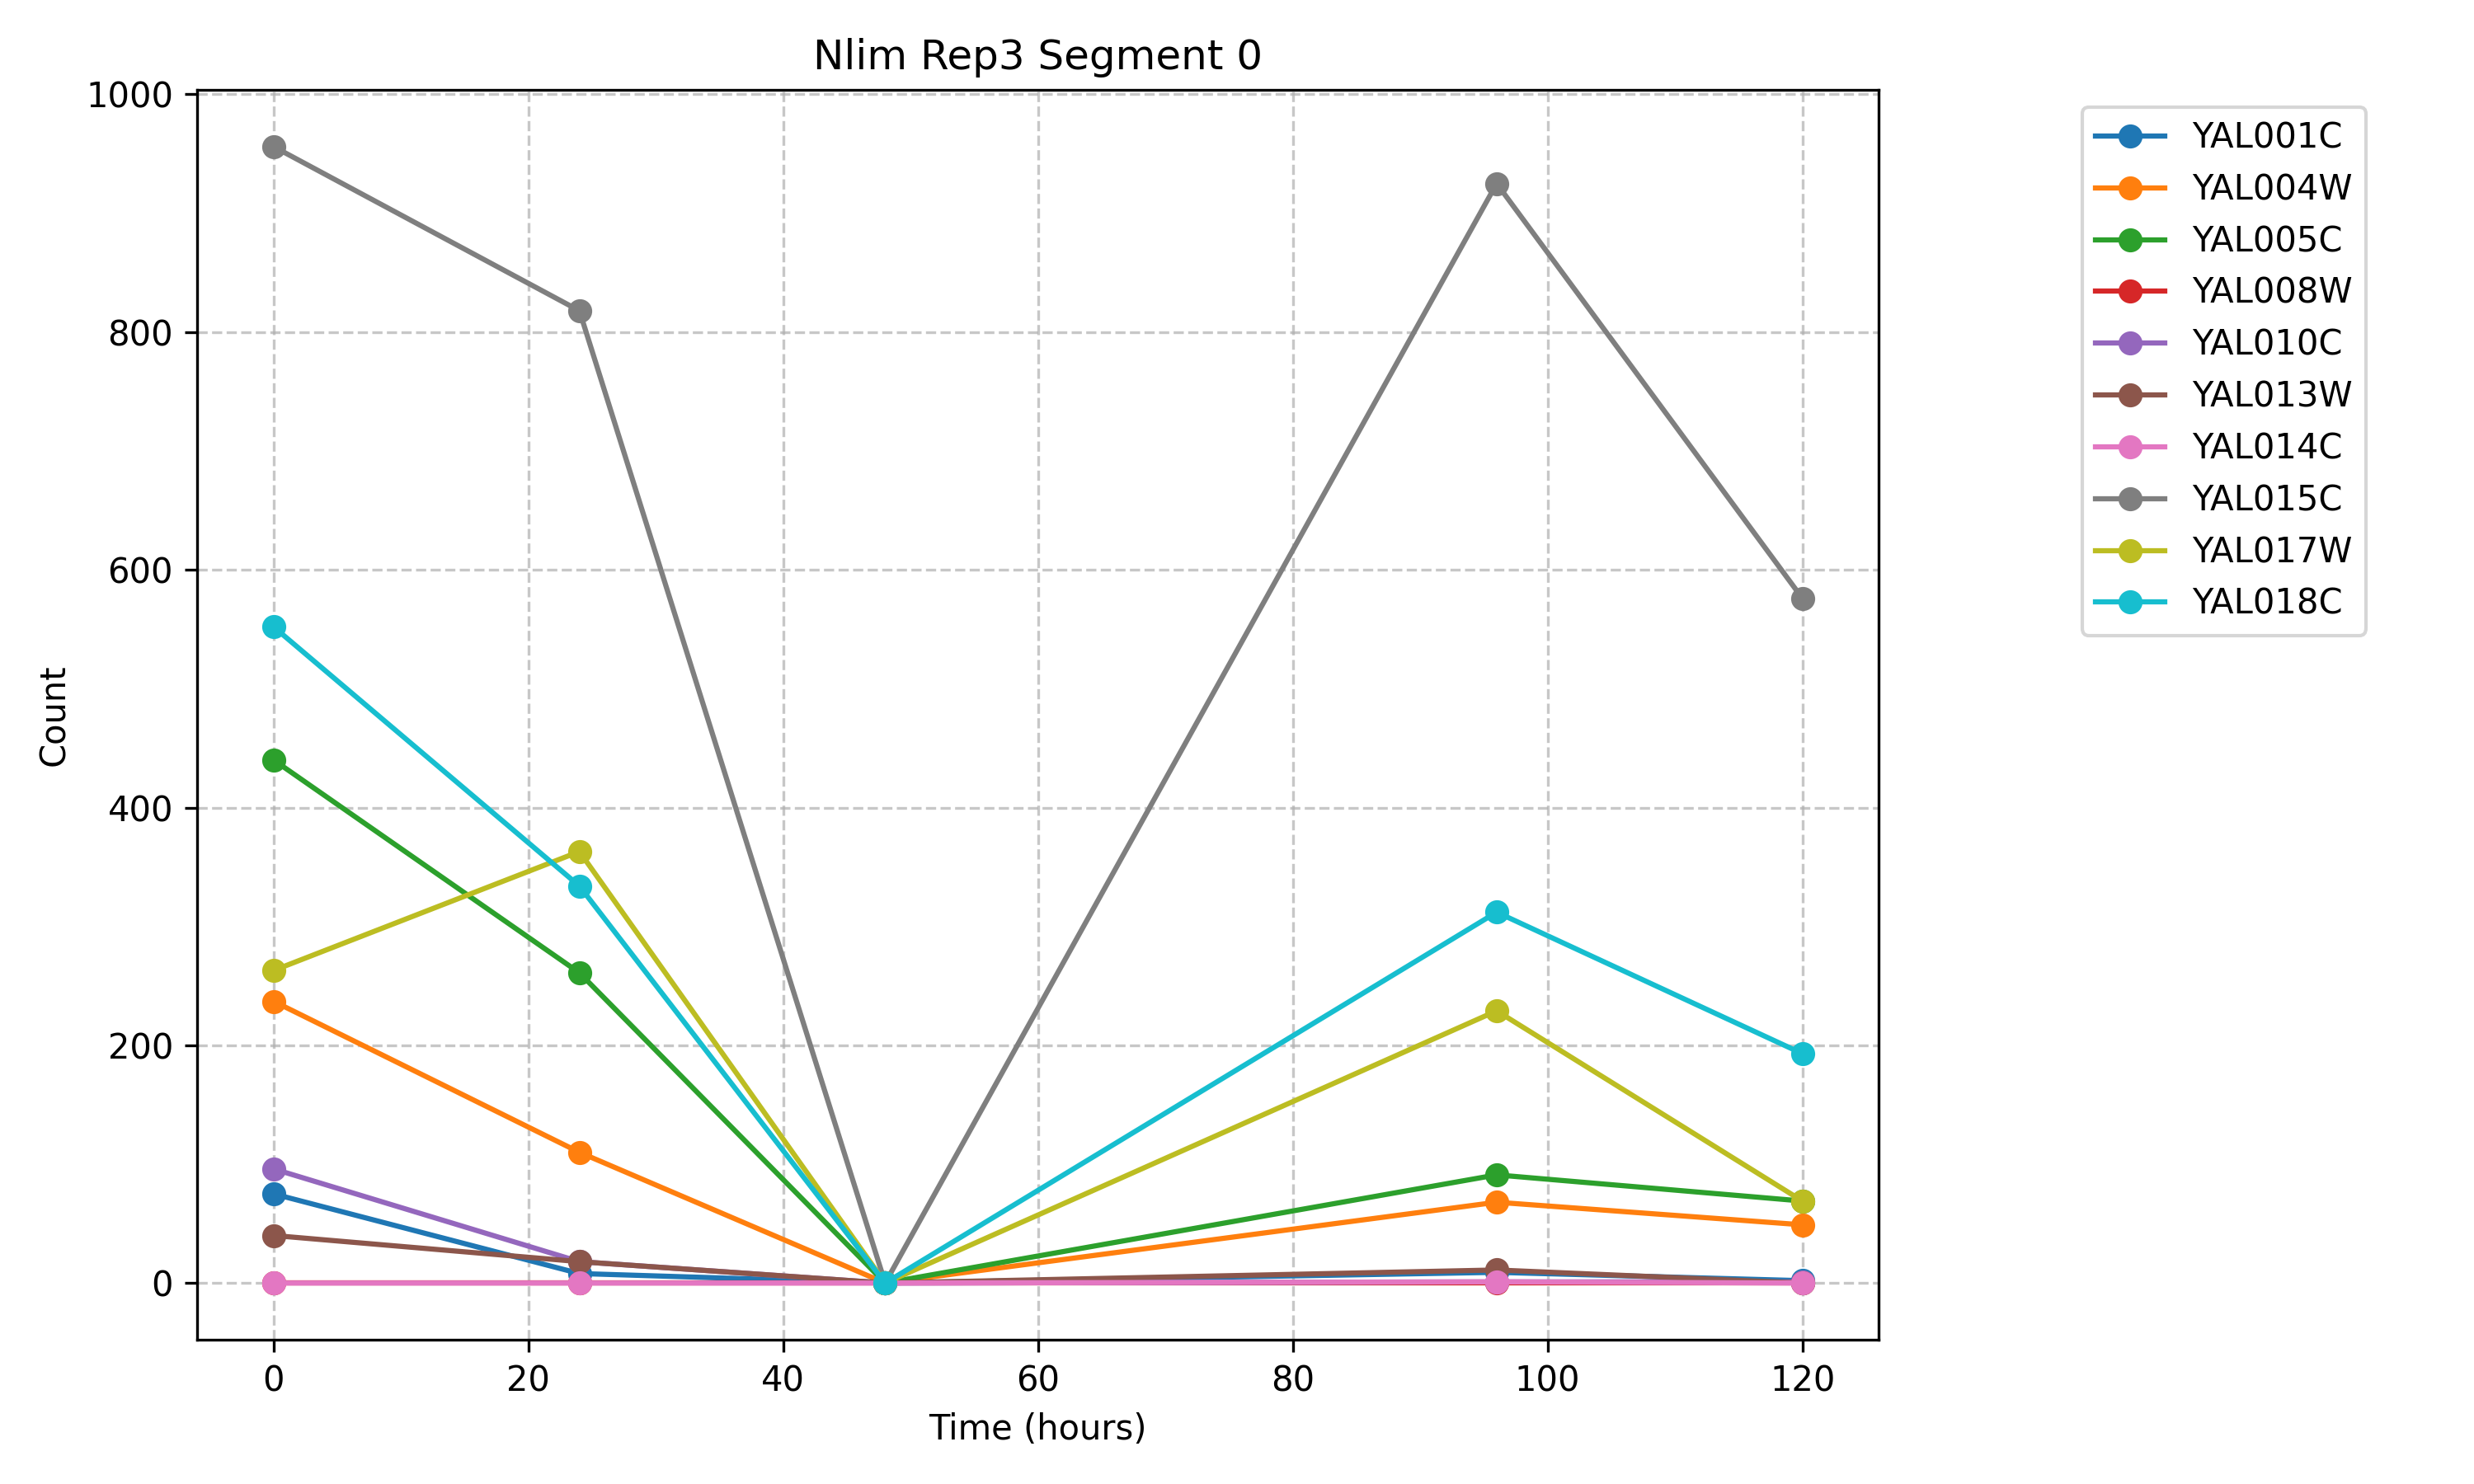 Nlim Rep3 Segment 0
1000
800
600
400
200
0
Count
0 20 40 60 80 100 120
Time (hours)
YAL001C
YAL004W
YAL005C
YAL008W
YAL010C
YAL013W
YAL014C
YAL015C
YAL017W
YAL018C